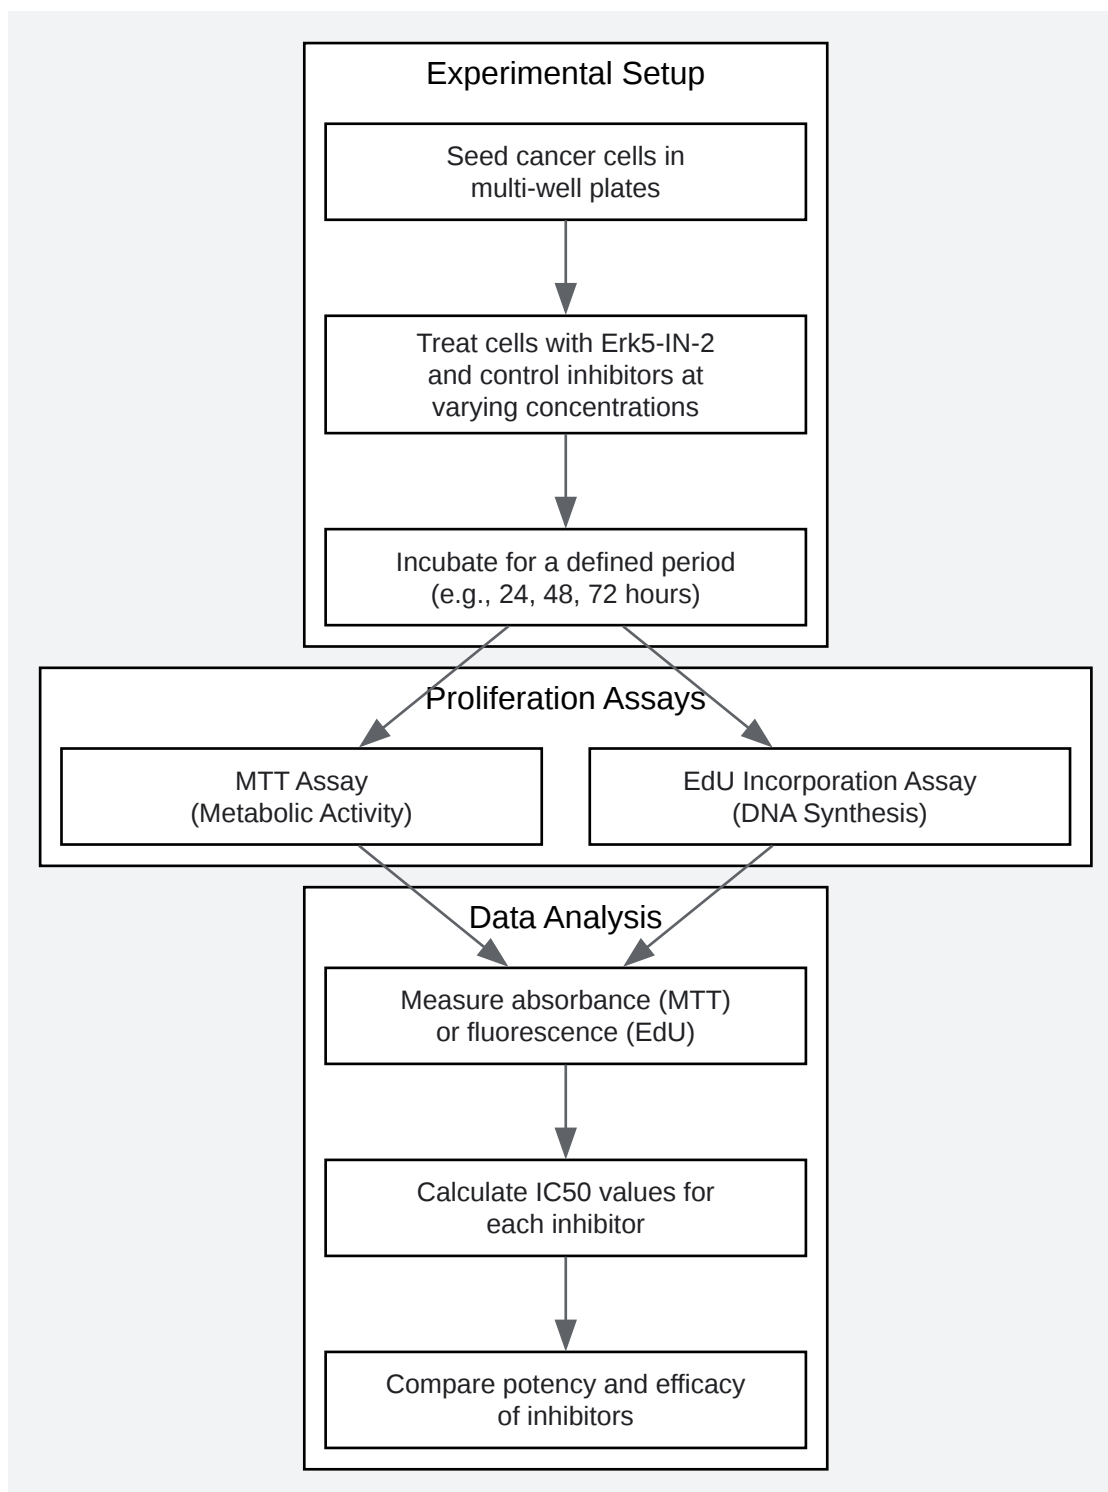 Experimental Setup
Seed cancer cells in
multi-well plates
Treat cells with Erk5-IN-2
and control inhibitors at
varying concentrations
Incubate for a defined period
(e.g., 24, 48, 72 hours)
Proliferation Assays
MTT Assay
(Metabolic Activity)
EdU Incorporation Assay
(DNA Synthesis)
Data Analysis
Measure absorbance (MTT)
or fluorescence (EdU)
Calculate IC50 values for
each inhibitor
Compare potency and efficacy
of inhibitors